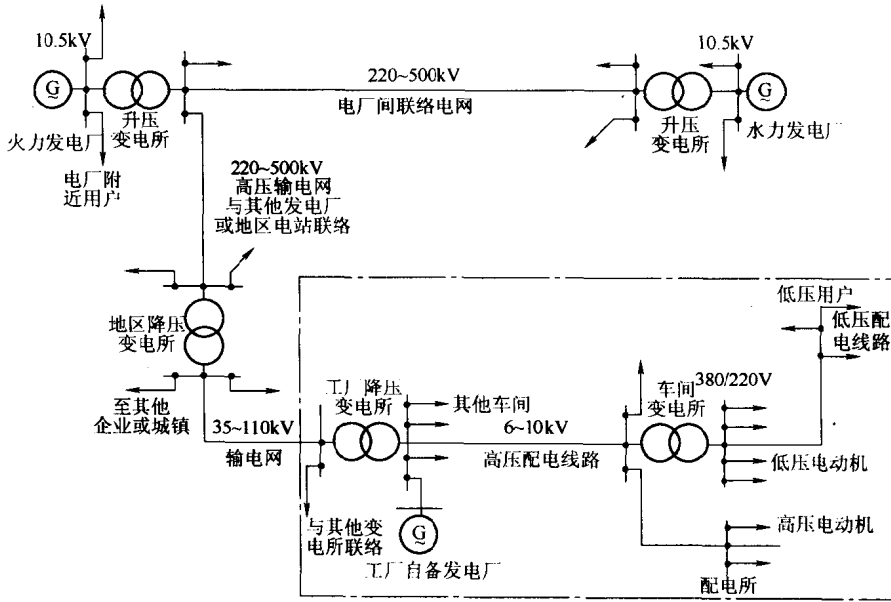 10.5kV
G
~
火力发电厂
升压
变电所
电厂附
近用户
220~500kV
电厂间联络电网
10.5kV
G
~
升压
变电所
水力发电厂
220~500kV
高压输电网
与其他发电厂
或地区电站联络
地区降压
变电所
至其他
企业或城镇
35~110kV
输电网
工厂降压
变电所
与其他变
电所联络
其他车间
6~10kV
高压配电线路
G
~
工厂自备发电厂
低压用户
低压配
电线路
车间
变电所
380/220V
低压电动机
高压电动机
配电所